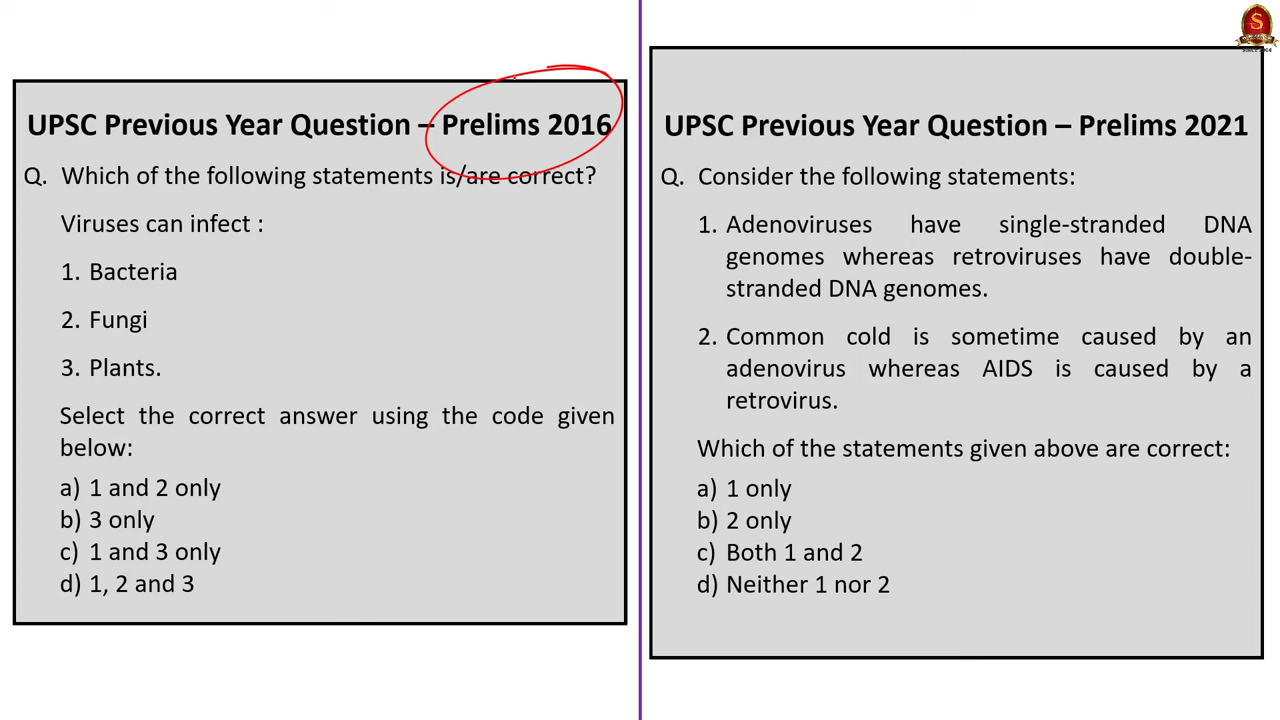 UPSC Previous Year Question – Prelims 2016
Q. Which of the following statements is/are correct?
Viruses can infect :
1. Bacteria
2. Fungi
3. Plants.
Select the correct answer using the code given
below:
a) 1 and 2 only
b) 3 only
c) 1 and 3 only
d) 1, 2 and 3
UPSC Previous Year Question – Prelims 2021
Q. Consider the following statements:
1. Adenoviruses have single-stranded DNA
genomes whereas retroviruses have double-
stranded DNA genomes.
2. Common cold is sometime caused by an
adenovirus whereas AIDS is caused by a
retrovirus.
Which of the statements given above are correct:
a) 1 only
b) 2 only
c) Both 1 and 2
d) Neither 1 nor 2
S